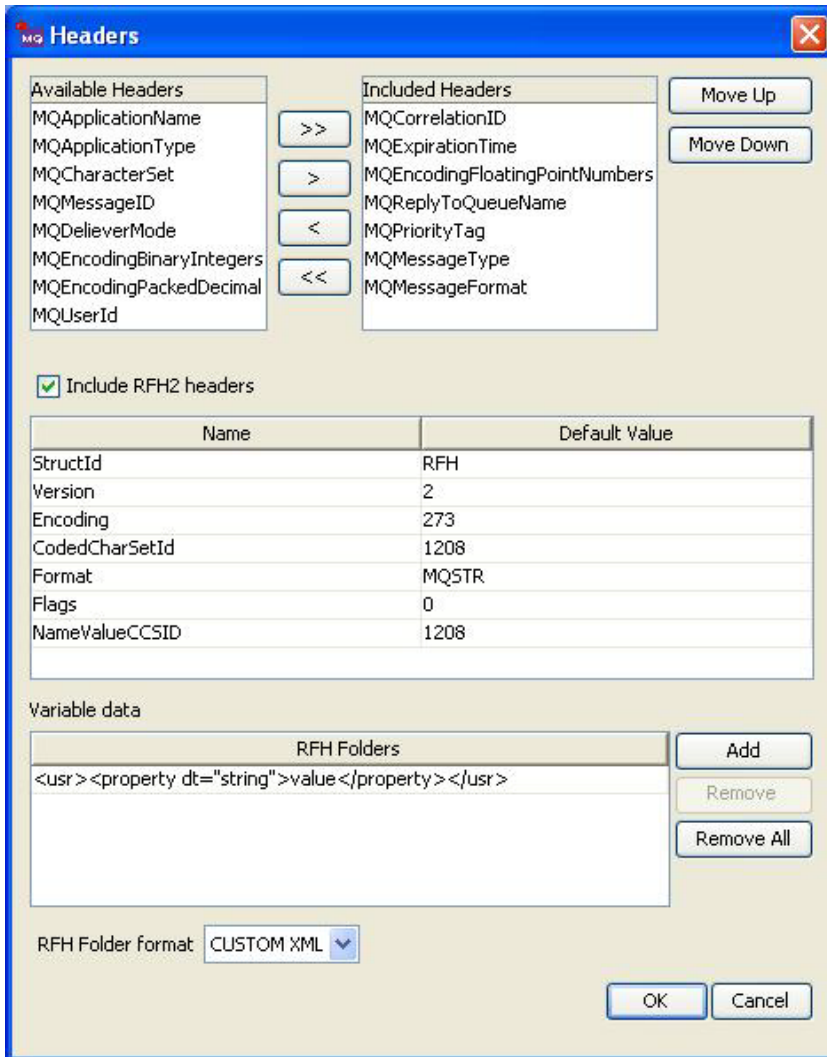 MQ Headers
Available Headers
MQApplicationName
MQApplicationType
MQCharacterSet
MQMessageID
MQDelieverMode
MQEncodingBinaryIntegers
MQEncodingPackedDecimal
MQUserId
>>
>
<
<<
Included Headers
MQCorrelationID
MQExpirationTime
MQEncodingFloatingPointNumbers
MQReplyToQueueName
MQPriorityTag
MQMessageType
MQMessageFormat
Move Up
Move Down
Include RFH2 headers
Name Default Value
StructId RFH
Version 2
Encoding 273
CodedCharSetId 1208
Format MQSTR
Flags 0
NameValueCCSID 1208
Variable data
RFH Folders
<usr><property dt="string">value</property></usr>
Add
Remove
Remove All
RFH Folder format CUSTOM XML
OK Cancel